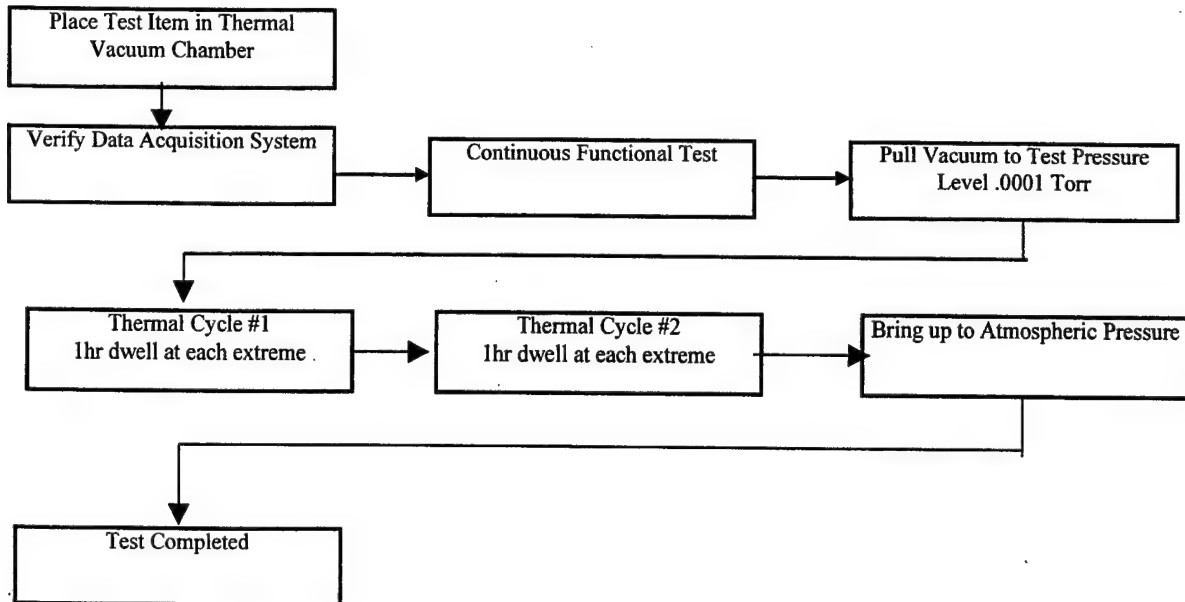 Place Test Item in Thermal
Vacuum Chamber
Verify Data Acquisition System
Continuous Functional Test
Pull Vacuum to Test Pressure
Level .0001 Torr
Thermal Cycle #1
1hr dwell at each extreme
Thermal Cycle #2
1hr dwell at each extreme
Bring up to Atmospheric Pressure
Test Completed